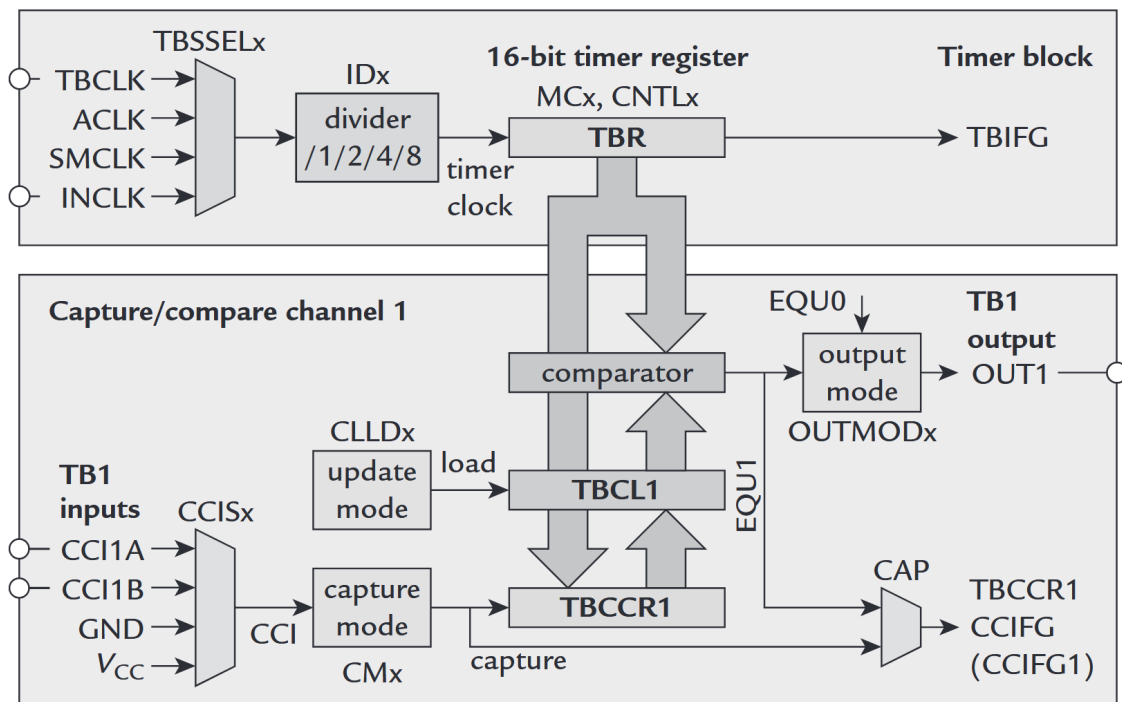 TBSSELx
TBCLK
ACLK
SMCLK
INCLK
IDx
divider
/1/2/4/8
timer
clock
16-bit timer register
MCx, CNTLx
TBR
Timer block
TBIFG
Capture/compare channel 1
EQU0
TB1
output
OUT1
comparator
output
mode
OUTMODx
CLLDx
update
mode
load
TBCL1
EQU1
TB1
inputs
CCISx
CCI1A
CCI1B
GND
VCC
CCI
capture
mode
CMx
TBCCR1
capture
CAP
TBCCR1
CCIFG
(CCIFG1)